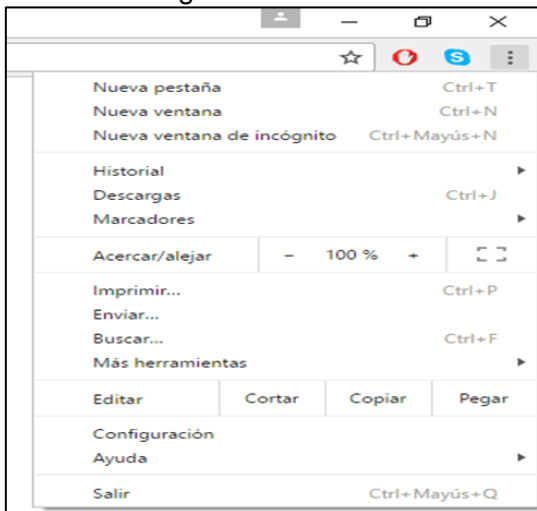 Nueva pestaña Ctrl+T
Nueva ventana Ctrl+N
Nueva ventana de incógnito Ctrl+Mayús+N
Historial
Descargas Ctrl+J
Marcadores
Acercar/alejar - 100 % +
Imprimir... Ctrl+P
Enviar...
Buscar... Ctrl+F
Más herramientas
Editar Cortar Copiar Pegar
Configuración
Ayuda
Salir Ctrl+Mayús+Q